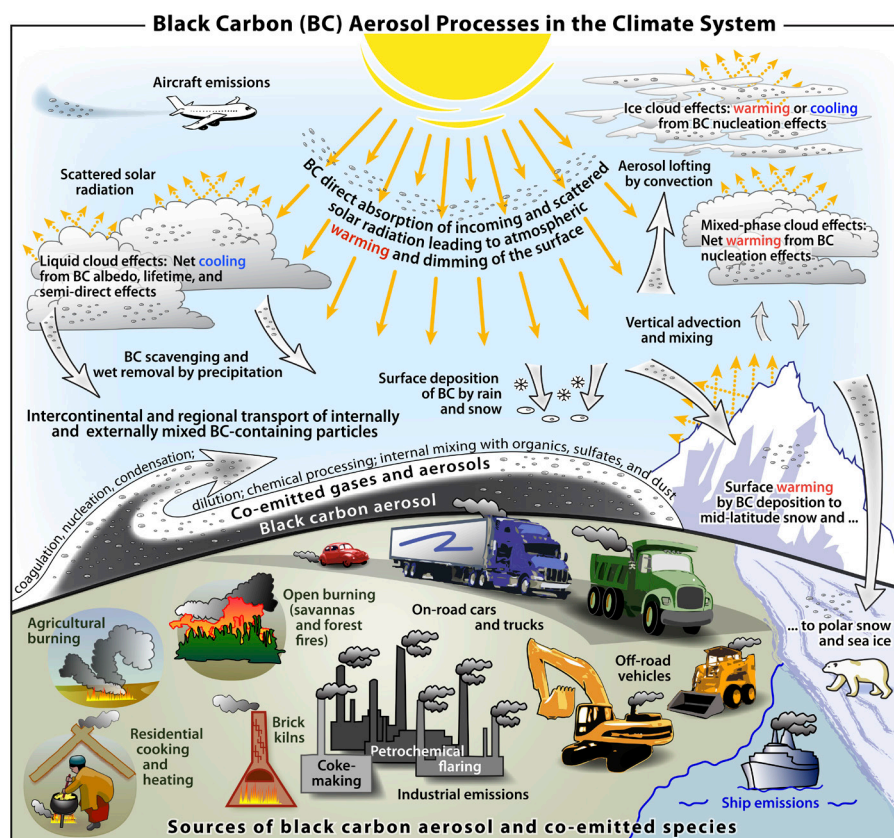 Black Carbon (BC) Aerosol Processes in the Climate System
Aircraft emissions
Ice cloud effects: warming or cooling
from BC nucleation effects
Scattered solar
radiation
BC direct absorption of incoming and scattered
solar radiation leading to atmospheric
warming and dimming of the surface
Aerosol lofting
by convection
Liquid cloud effects: Net cooling
from BC albedo, lifetime, and
semi-direct effects
Mixed-phase cloud effects:
Net warming from BC
nucleation effects
Vertical advection
and mixing
BC scavenging and
wet removal by precipitation
Surface deposition
of BC by rain
and snow
Intercontinental and regional transport of internally
and externally mixed BC-containing particles
coagulation, nucleation, condensation;
dilution; chemical processing; internal mixing with organics, sulfates, and dust
Co-emitted gases and aerosols
Black carbon aerosol
Surface warming
by BC deposition to
mid-latitude snow and ...
... to polar snow
and sea ice
Agricultural
burning
Open burning
(savannas
and forest
fires)
On-road cars
and trucks
Off-road
vehicles
Residential
cooking
and
heating
Brick
kilns
Coke-
making
Petrochemical
flaring
Industrial emissions
Ship emissions
Sources of black carbon aerosol and co-emitted species